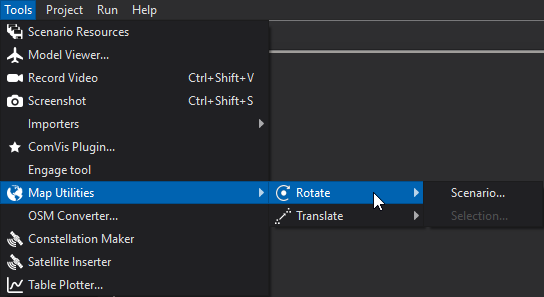 Tools Project Run Help
Scenario Resources
Model Viewer...
Record Video Ctrl+Shift+V
Screenshot Ctrl+Shift+S
Importers
ComVis Plugin...
Engage tool
Map Utilities Rotate Scenario...
OSM Converter... Translate Selection...
Constellation Maker
Satellite Inserter
Table Plotter...